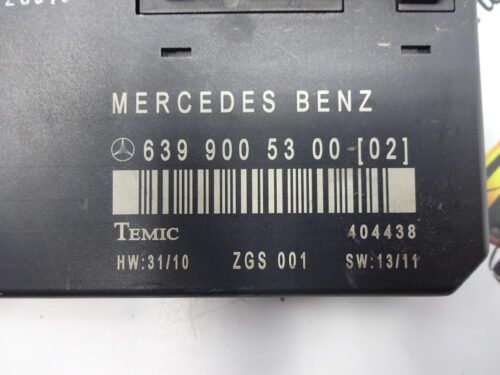 MERCEDES BENZ
639 900 53 00 [02]
TEMIC 404438
HW:31/10 ZGS 001 SW:13/11